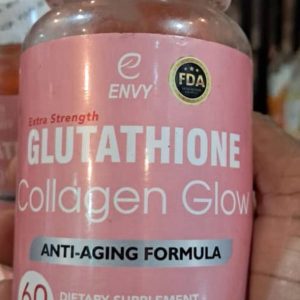 ENVY
FDA
Extra Strength
GLUTATHIONE
Collagen Glow
ANTI-AGING FORMULA
60
DIETARY SUPPLEMENT